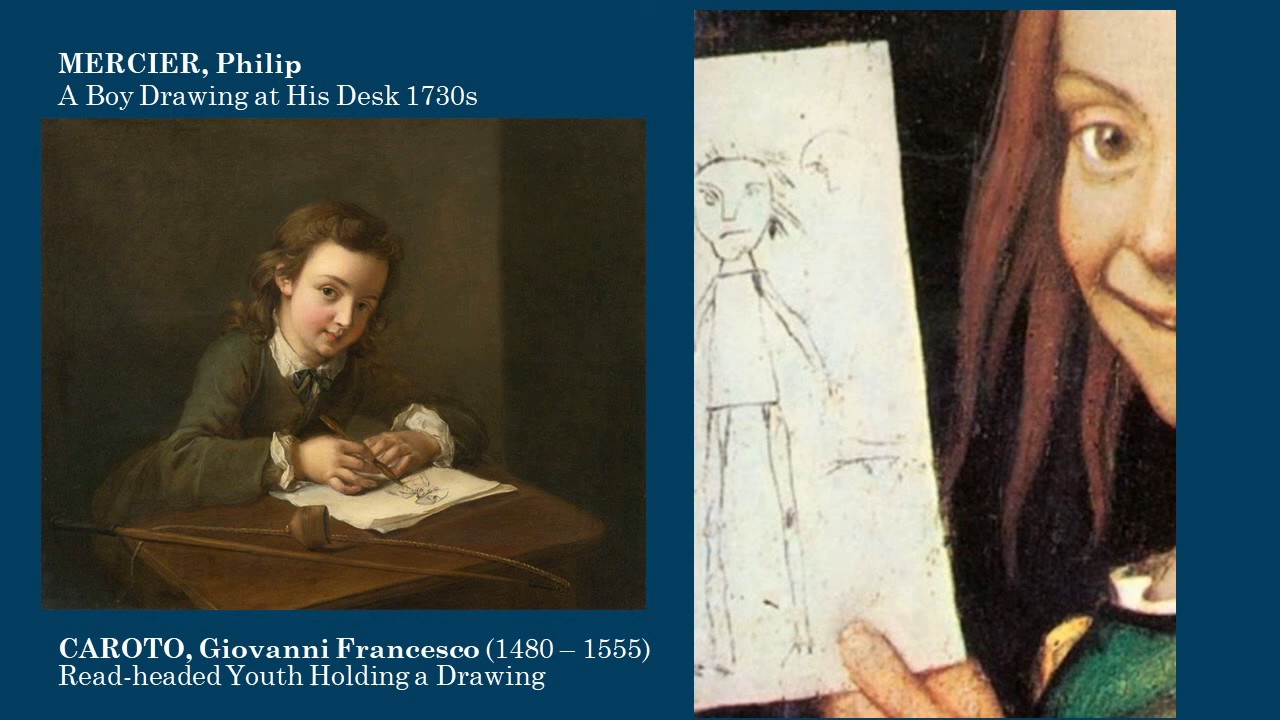 MERCIER, Philip
A Boy Drawing at His Desk 1730s
CAROTO, Giovanni Francesco (1480 – 1555)
Read-headed Youth Holding a Drawing